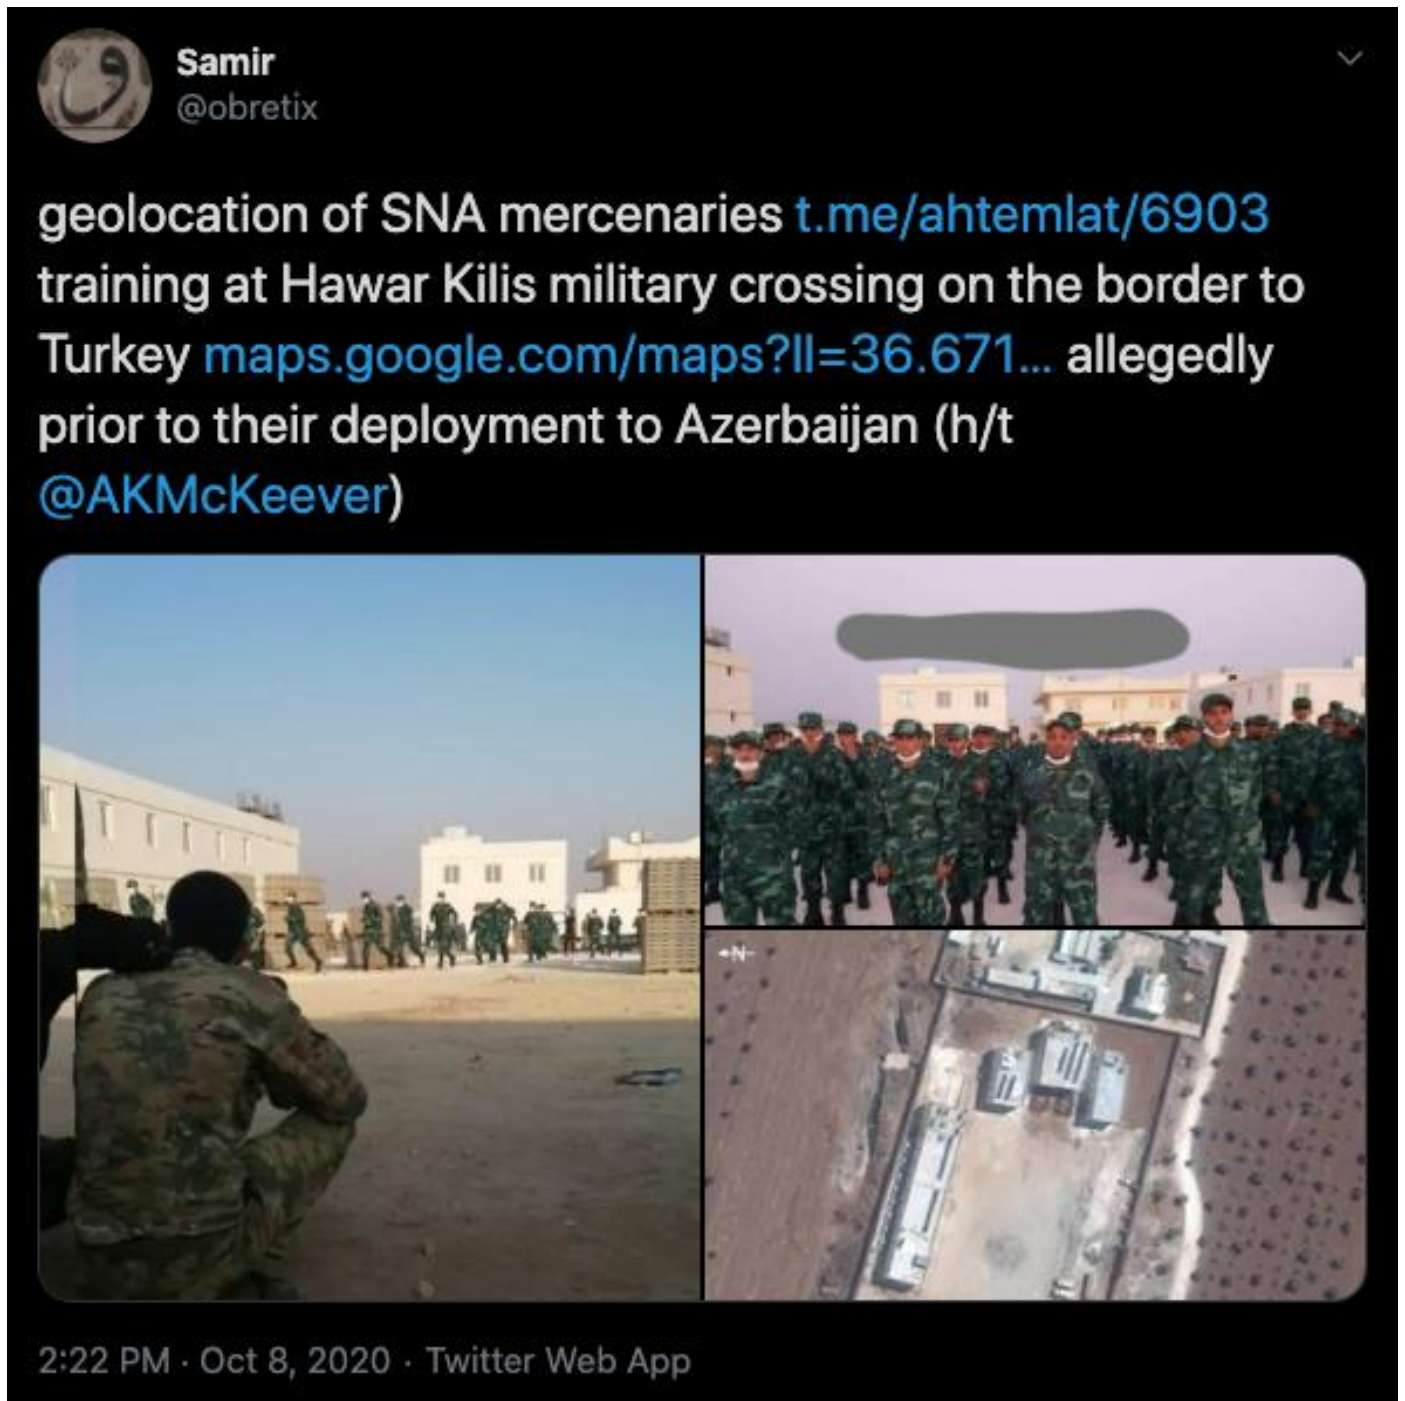 Samir
@obretix
geolocation of SNA mercenaries t.me/ahtemlat/6903
training at Hawar Kilis military crossing on the border to
Turkey maps.google.com/maps?ll=36.671... allegedly
prior to their deployment to Azerbaijan (h/t
@AKMcKeever)
N
2:22 PM · Oct 8, 2020 · Twitter Web App